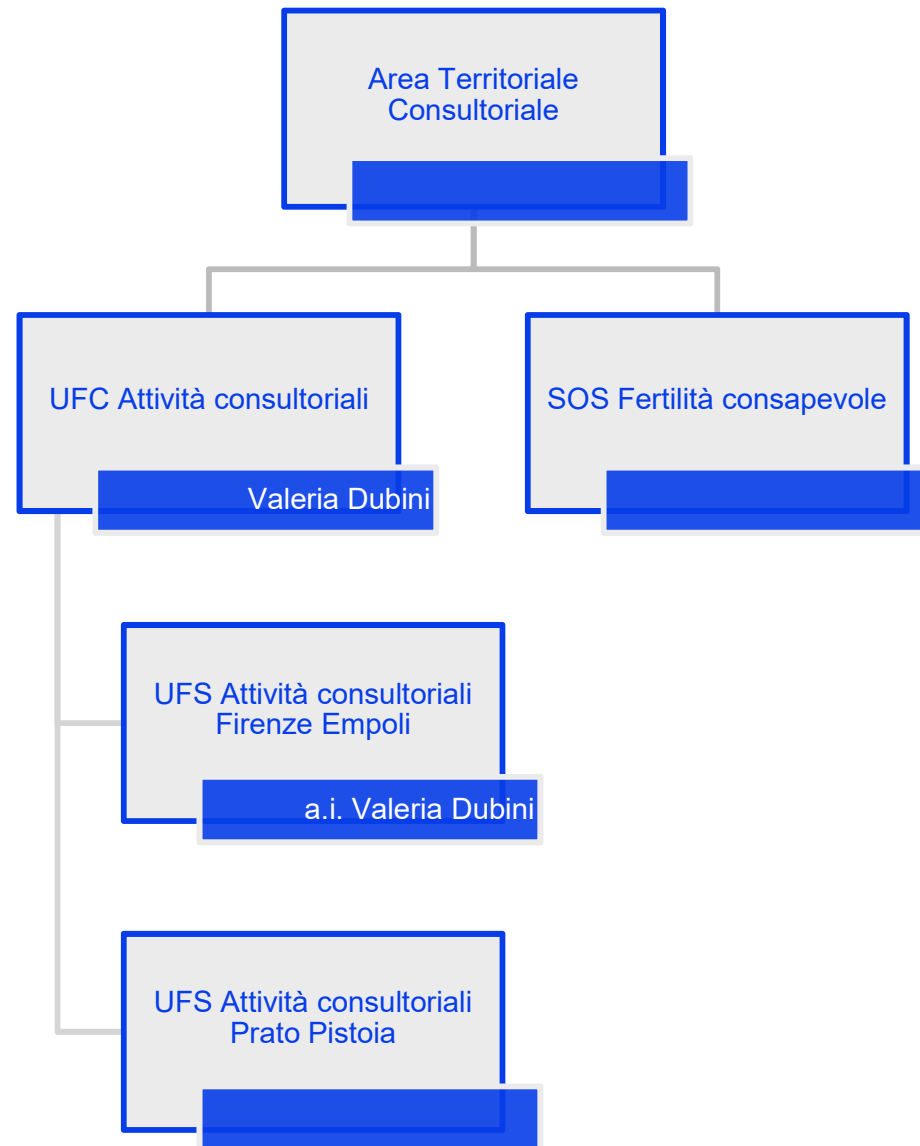 Area Territoriale
Consultoriale
UFC Attività consultoriali
Valeria Dubini
SOS Fertilità consapevole
UFS Attività consultoriali
Firenze Empoli
a.i. Valeria Dubini
UFS Attività consultoriali
Prato Pistoia